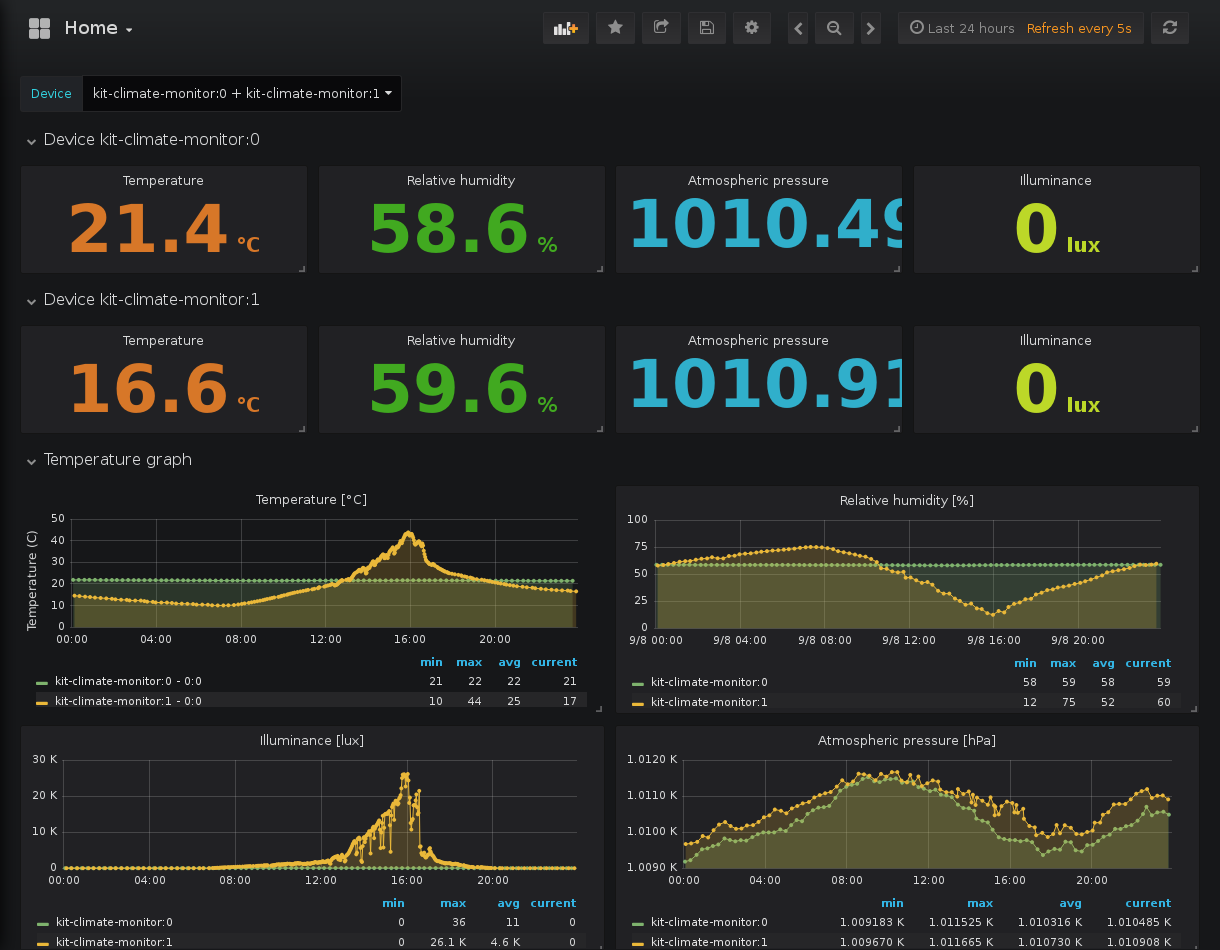 Home
Last 24 hours Refresh every 5s
Device kit-climate-monitor:0 + kit-climate-monitor:1
Device kit-climate-monitor:0
Temperature Relative humidity Atmospheric pressure Illuminance
21.4 °C 58.6 % 1010.49 0 lux
Device kit-climate-monitor:1
Temperature Relative humidity Atmospheric pressure Illuminance
16.6 °C 59.6 % 1010.91 0 lux
Temperature graph
Temperature [°C]
Temperature (C)
50
40
30
20
10
0
00:00 04:00 08:00 12:00 16:00 20:00
min max avg current
kit-climate-monitor:0 - 0:0 21 22 22 21
kit-climate-monitor:1 - 0:0 10 44 25 17
Relative humidity [%]
100
75
50
25
0
9/8 00:00 9/8 04:00 9/8 08:00 9/8 12:00 9/8 16:00 9/8 20:00
min max avg current
kit-climate-monitor:0 58 59 58 59
kit-climate-monitor:1 12 75 52 60
Illuminance [lux]
30 K
20 K
10 K
0
00:00 04:00 08:00 12:00 16:00 20:00
min max avg current
kit-climate-monitor:0 0 36 11 0
kit-climate-monitor:1 0 26.1 K 4.6 K 0
Atmospheric pressure [hPa]
1.0120 K
1.0110 K
1.0100 K
1.0090 K
00:00 04:00 08:00 12:00 16:00 20:00
min max avg current
kit-climate-monitor:0 1.009183 K 1.011525 K 1.010316 K 1.010485 K
kit-climate-monitor:1 1.009670 K 1.011665 K 1.010730 K 1.010908 K